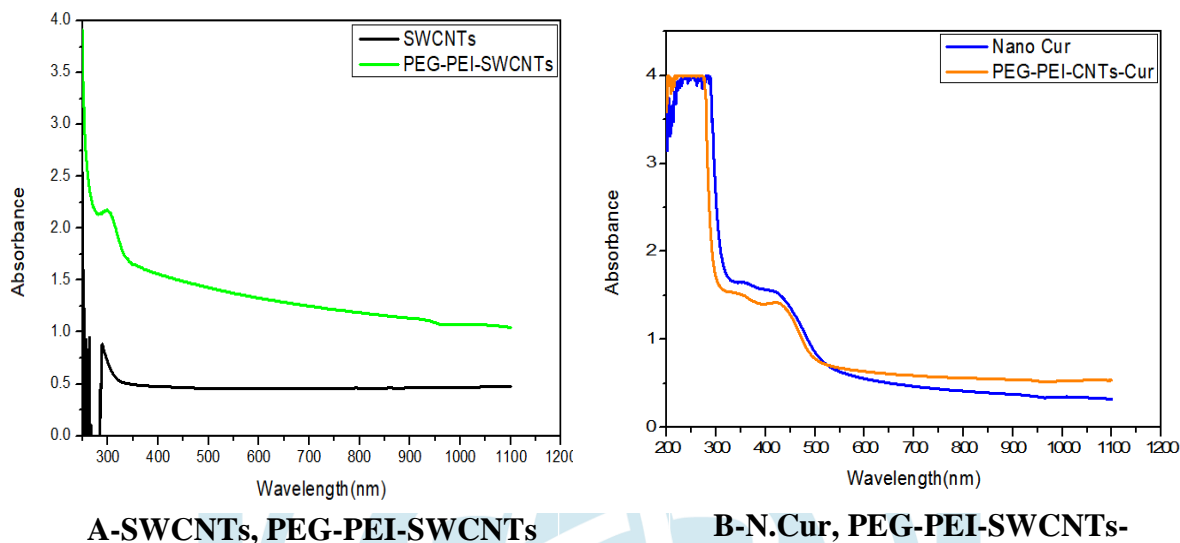 SWCNTs
PEG-PEI-SWCNTs
Absorbance
4.0
3.5
3.0
2.5
2.0
1.5
1.0
0.5
0.0
300 400 500 600 700 800 900 1000 1100 120
Wavelength(nm)
A-SWCNTs, PEG-PEI-SWCNTs
Nano Cur
PEG-PEI-CNTs-Cur
Absorbance
4
3
2
1
0
200 300 400 500 600 700 800 900 1000 1100 1200
Wavelength(nm)
B-N.Cur, PEG-PEI-SWCNTs-